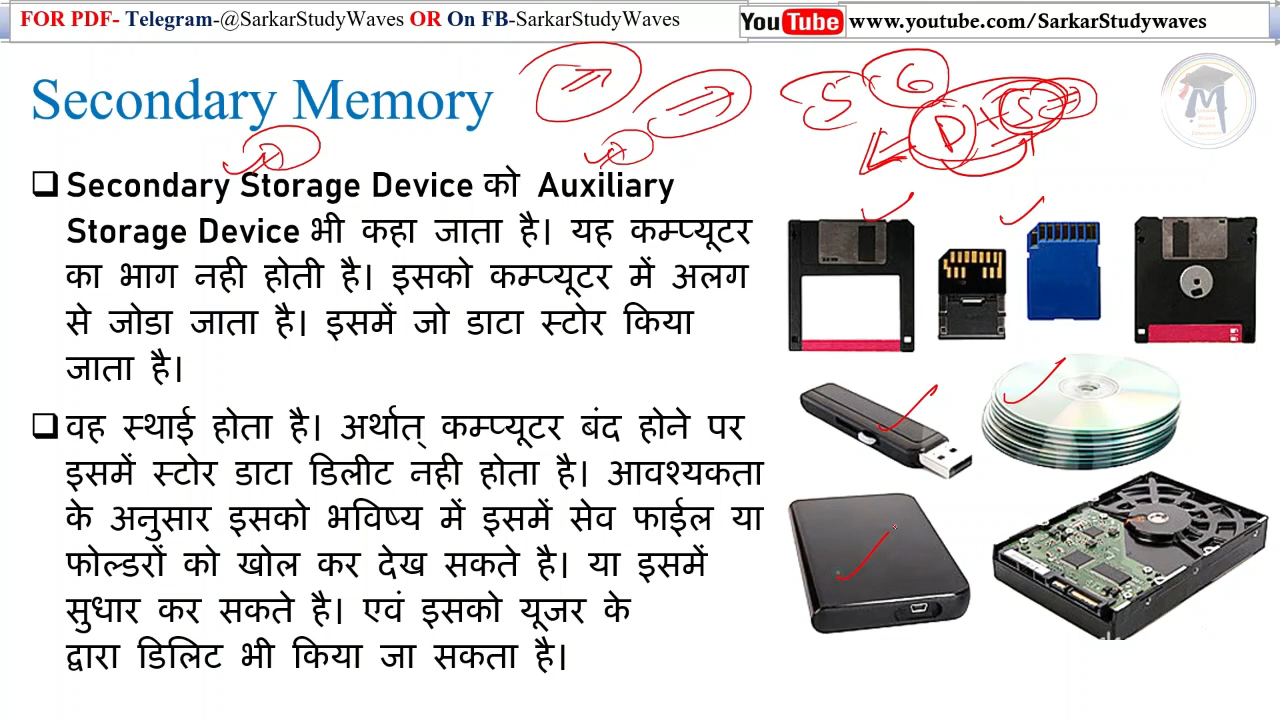 FOR PDF- Telegram-@SarkarStudyWaves OR On FB-SarkarStudyWaves
YouTube www.youtube.com/SarkarStudywaves
Secondary Memory
S G
D + S
M
❑ Secondary Storage Device को Auxiliary
Storage Device भी कहा जाता है। यह कम्प्यूटर
का भाग नही होती है। इसको कम्प्यूटर में अलग
से जोडा जाता है। इसमें जो डाटा स्टोर किया
जाता है।
❑ वह स्थाई होता है। अर्थात् कम्प्यूटर बंद होने पर
इसमें स्टोर डाटा डिलीट नही होता है। आवश्यकता
के अनुसार इसको भविष्य में इसमें सेव फाईल या
फोल्डरों को खोल कर देख सकते है। या इसमें
सुधार कर सकते है। एवं इसको यूजर के
द्वारा डिलिट भी किया जा सकता है।